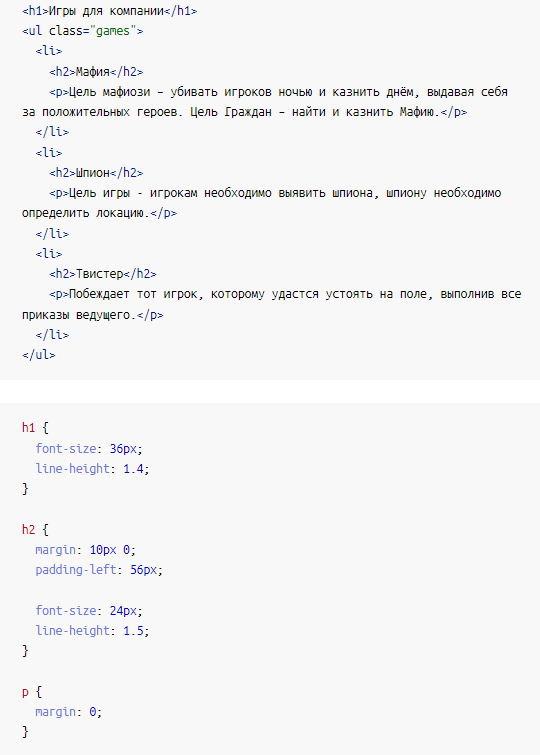 <h1>Игры для компании</h1>
<ul class="games">
<li>
<h2>Мафия</h2>
<p>Цель мафиози – убивать игроков ночью и казнить днём, выдавая себя
за положительных героев. Цель Граждан – найти и казнить Мафию.</p>
</li>
<li>
<h2>Шпион</h2>
<p>Цель игры - игрокам необходимо выявить шпиона, шпиону необходимо
определить локацию.</p>
</li>
<li>
<h2>Твистер</h2>
<p>Побеждает тот игрок, которому удастся устоять на поле, выполнив все
приказы ведущего.</p>
</li>
</ul>
h1 {
font-size: 36px;
line-height: 1.4;
}
h2 {
margin: 10px 0;
padding-left: 56px;
font-size: 24px;
line-height: 1.5;
}
p {
margin: 0;
}